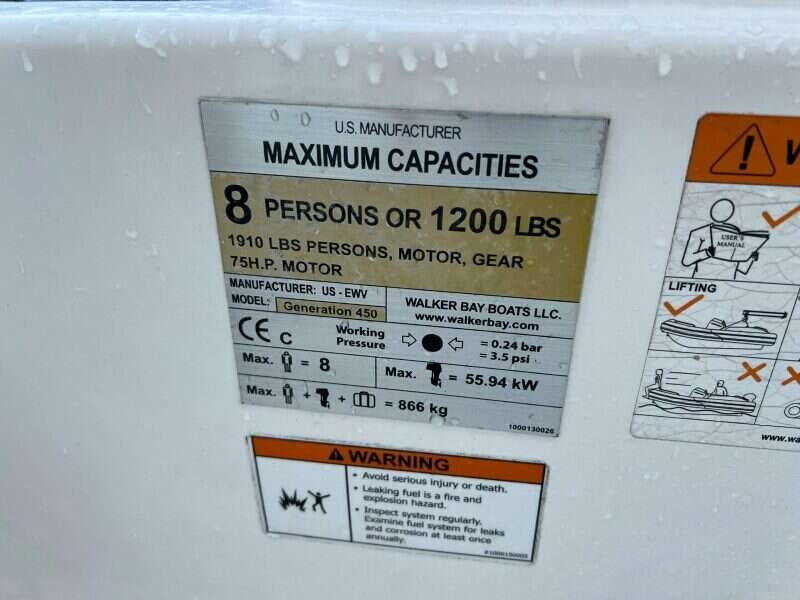 U.S. MANUFACTURER
MAXIMUM CAPACITIES
8 PERSONS OR 1200 LBS
1910 LBS PERSONS, MOTOR, GEAR
75H.P. MOTOR
MANUFACTURER: US - EWV
MODEL: Generation 450
WALKER BAY BOATS LLC.
www.walkerbay.com
CE C
Working Pressure = 0.24 bar
= 3.5 psi
Max. = 8
Max. = 55.94 kW
Max. + + = 866 kg
1000130026
WARNING
• Avoid serious injury or death.
• Leaking fuel is a fire and
explosion hazard.
• Inspect system regularly.
Examine fuel system for leaks
and corrosion at least once
annually.
USER'S
MANUAL
LIFTING